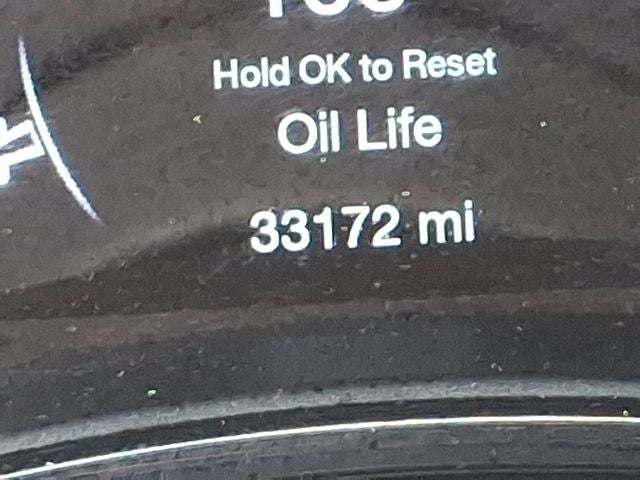 Hold OK to Reset
Oil Life
33172 mi